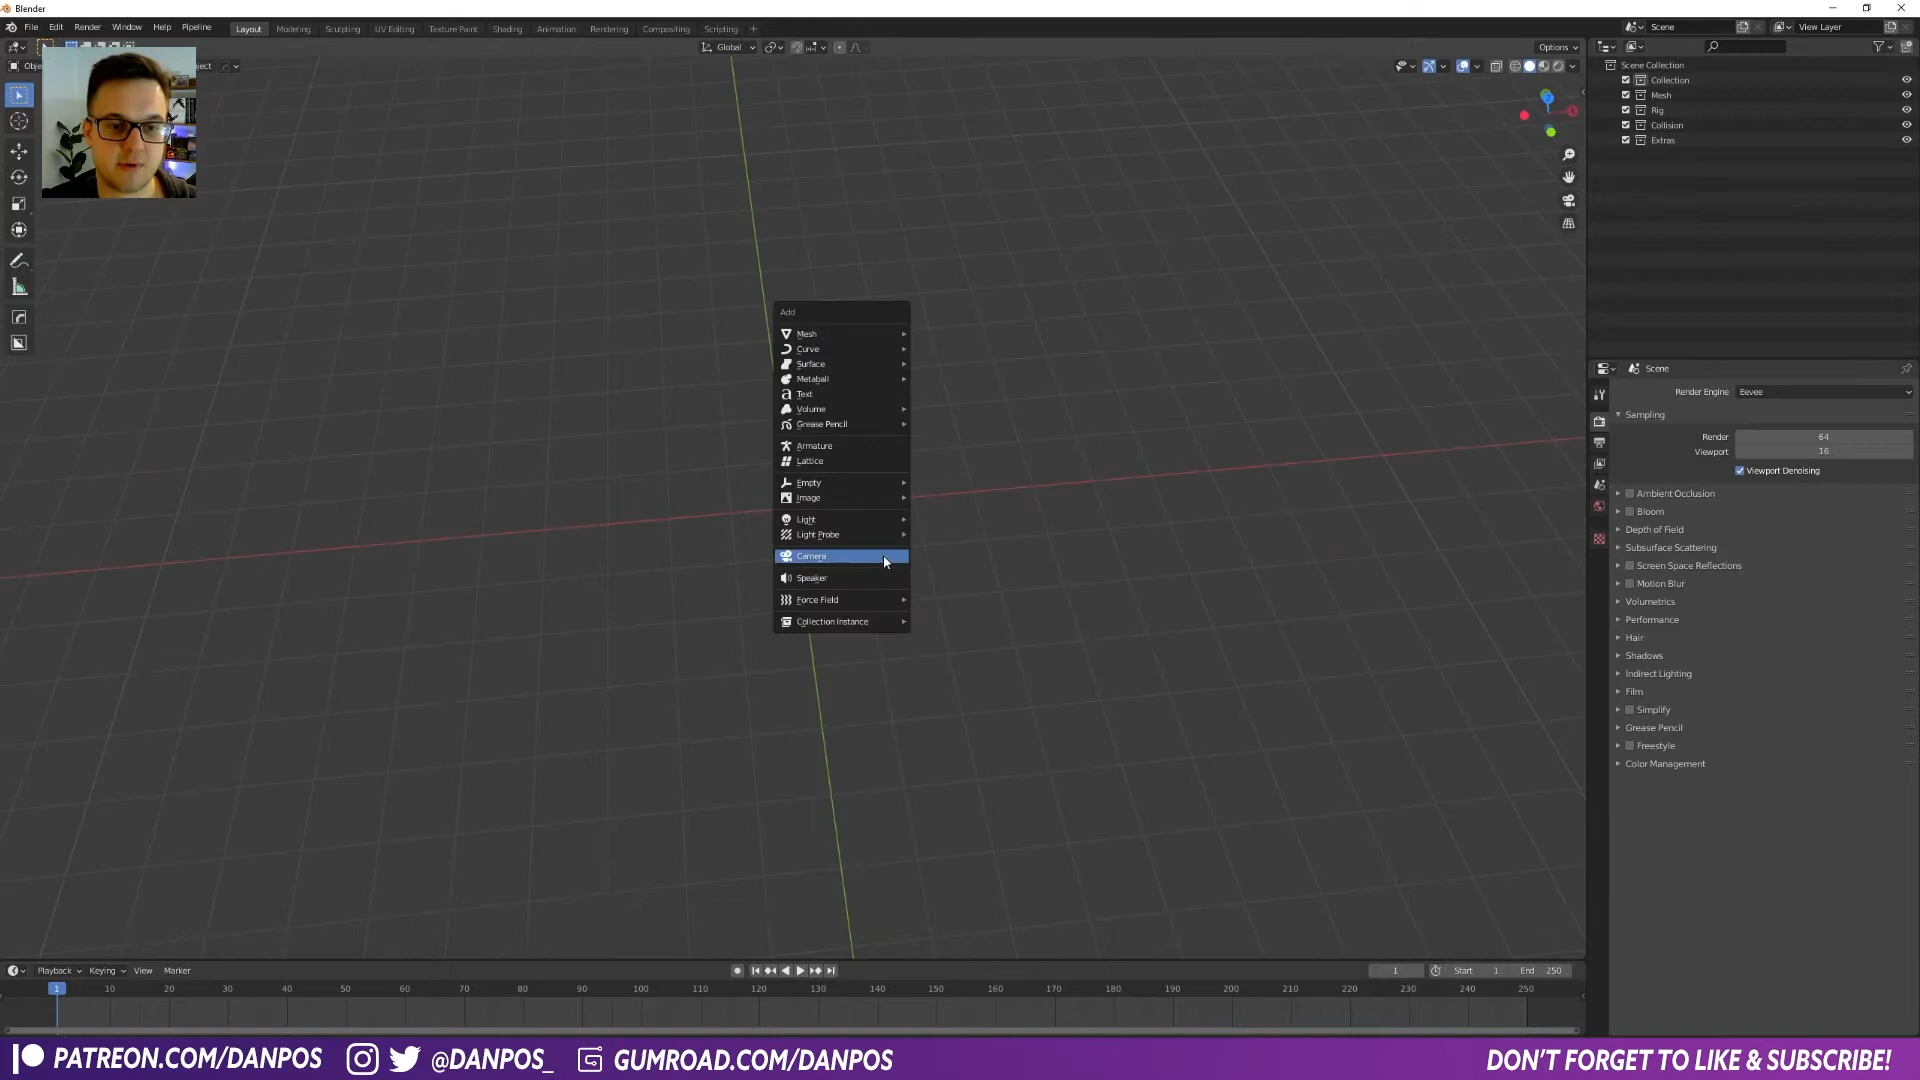 Blender
File Edit Render Window Help Pipeline Layout Modeling Sculpting UV Editing Texture Paint Shading Animation Rendering Compositing Scripting + Scene View Layer
Global Options
Obje ject
Scene Collection
Collection
Mesh
Rig
Collision
Extras
Add
Mesh
Curve
Surface
Metaball
Text
Volume
Grease Pencil
Armature
Lattice
Empty
Image
Light
Light Probe
Camera
Speaker
Force Field
Collection Instance
Scene
Render Engine Eevee
Sampling
Render 64
Viewport 16
Viewport Denoising
Ambient Occlusion
Bloom
Depth of Field
Subsurface Scattering
Screen Space Reflections
Motion Blur
Volumetrics
Performance
Hair
Shadows
Indirect Lighting
Film
Simplify
Grease Pencil
Freestyle
Color Management
Playback Keying View Marker 1 Start 1 End 250
1 10 20 30 40 50 60 70 80 90 100 110 120 130 140 150 160 170 180 190 200 210 220 230 240 250
PATREON.COM/DANPOS @DANPOS_ GUMROAD.COM/DANPOS DON'T FORGET TO LIKE & SUBSCRIBE!